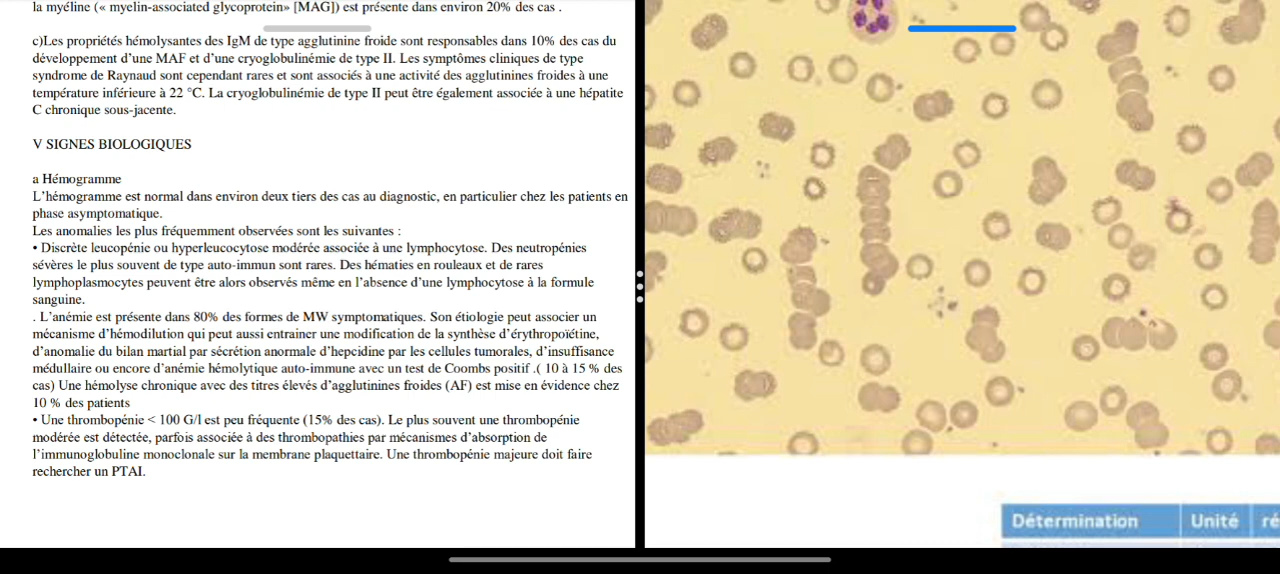 la myéline (« myelin-associated glycoprotein» [MAG]) est présente dans environ 20% des cas .
c)Les propriétés hémolysantes des IgM de type agglutinine froide sont responsables dans 10% des cas du
développement d’une MAF et d’une cryoglobulinémie de type II. Les symptômes cliniques de type
syndrome de Raynaud sont cependant rares et sont associés à une activité des agglutinines froides à une
température inférieure à 22 °C. La cryoglobulinémie de type II peut être également associée à une hépatite
C chronique sous-jacente.
V SIGNES BIOLOGIQUES
a Hémogramme
L’hémogramme est normal dans environ deux tiers des cas au diagnostic, en particulier chez les patients en
phase asymptomatique.
Les anomalies les plus fréquemment observées sont les suivantes :
• Discrète leucopénie ou hyperleucocytose modérée associée à une lymphocytose. Des neutropénies
sévères le plus souvent de type auto-immun sont rares. Des hématies en rouleaux et de rares
lymphoplasmocytes peuvent être alors observés même en l’absence d’une lymphocytose à la formule
sanguine.
. L’anémie est présente dans 80% des formes de MW symptomatiques. Son étiologie peut associer un
mécanisme d’hémodilution qui peut aussi entrainer une modification de la synthèse d’érythropoïétine,
d’anomalie du bilan martial par sécrétion anormale d’hepcidine par les cellules tumorales, d’insuffisance
médullaire ou encore d’anémie hémolytique auto-immune avec un test de Coombs positif .( 10 à 15 % des
cas) Une hémolyse chronique avec des titres élevés d’agglutinines froides (AF) est mise en évidence chez
10 % des patients
• Une thrombopénie < 100 G/l est peu fréquente (15% des cas). Le plus souvent une thrombopénie
modérée est détectée, parfois associée à des thrombopathies par mécanismes d’absorption de
l’immunoglobuline monoclonale sur la membrane plaquettaire. Une thrombopénie majeure doit faire
rechercher un PTAI.
Détermination Unité ré